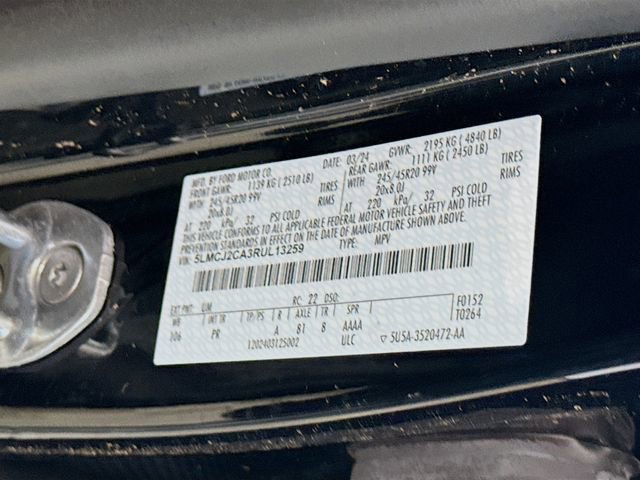 MFD. BY FORD MOTOR CO.
DATE: 03/24 GVWR: 2195 KG ( 4840 LB)
FRONT GAWR: 1139 KG ( 2510 LB) REAR GAWR: 1111 KG ( 2450 LB)
WITH 245/45R20 99V TIRES WITH 245/45R20 99V TIRES
20x8.0J RIMS 20x8.0J RIMS
AT 220 kPa/ 32 PSI COLD AT 220 kPa/ 32 PSI COLD
THIS VEHICLE CONFORMS TO ALL APPLICABLE FEDERAL MOTOR VEHICLE SAFETY AND THEFT
PREVENTION STANDARDS IN EFFECT ON THE DATE OF MANUFACTURE SHOWN ABOVE.
VIN: 5LMCJ2CA3RUL13259 TYPE: MPV
EXT PNT: UM RC: 22 DSO: F0152
WB INT TR TP/PS R AXLE TR SPR T0264
106 PR A 81 8 AAAA
1202403125002 ULC ▽ 5U5A-3520472-AA